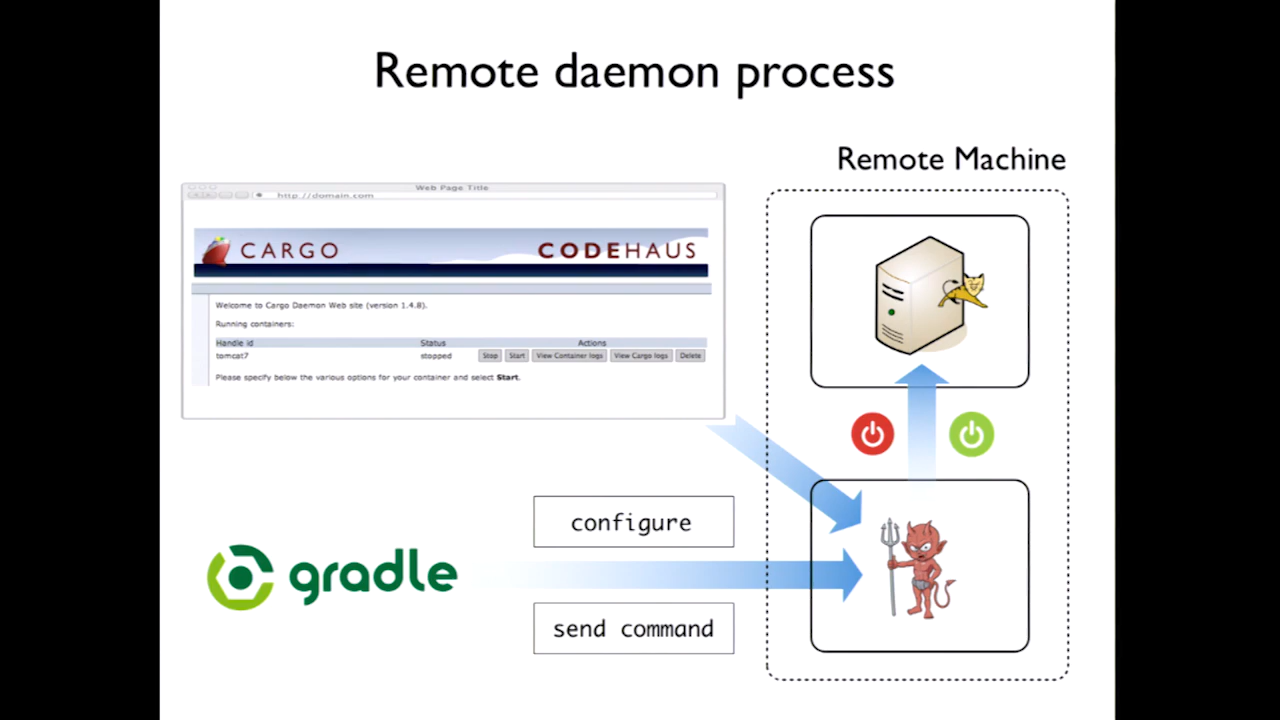 Remote daemon process
Remote Machine
Web Page Title
http://domain.com
CARGO
CODEHAUS
Welcome to Cargo Daemon Web site (version 1.4.8).
Running containers:
Handle id Status Actions
tomcat7 stopped Stop Start View Container logs View Cargo logs Delete
Please specify below the various options for your container and select Start.
configure
gradle
send command